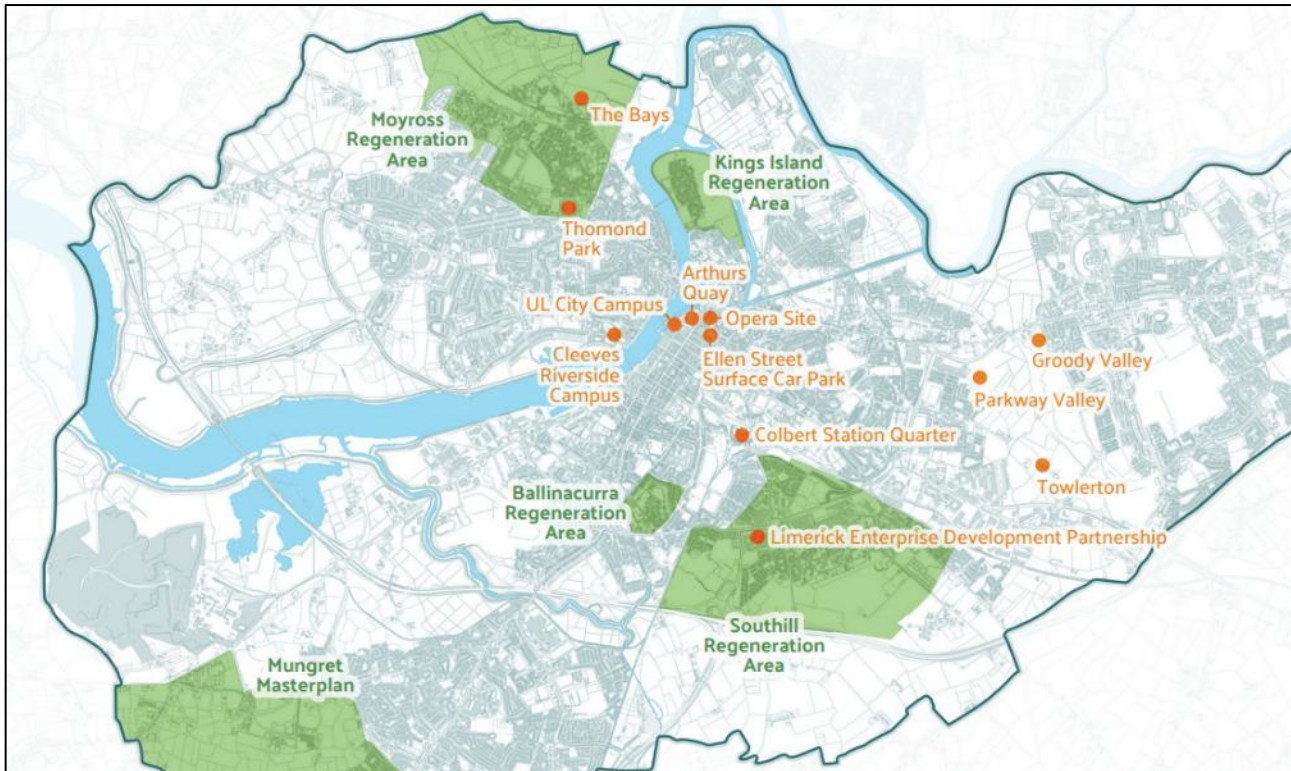 The Bays
Moyross
Regeneration
Area
Kings Island
Regeneration
Area
Thomond
Park
Arthurs
Quay
UL City Campus
Opera Site
Cleeves
Riverside
Campus
Ellen Street
Surface Car Park
Groody Valley
Parkway Valley
Colbert Station Quarter
Towlerton
Ballinacurra
Regeneration
Area
Limerick Enterprise Development Partnership
Southill
Regeneration
Area
Mungret
Masterplan